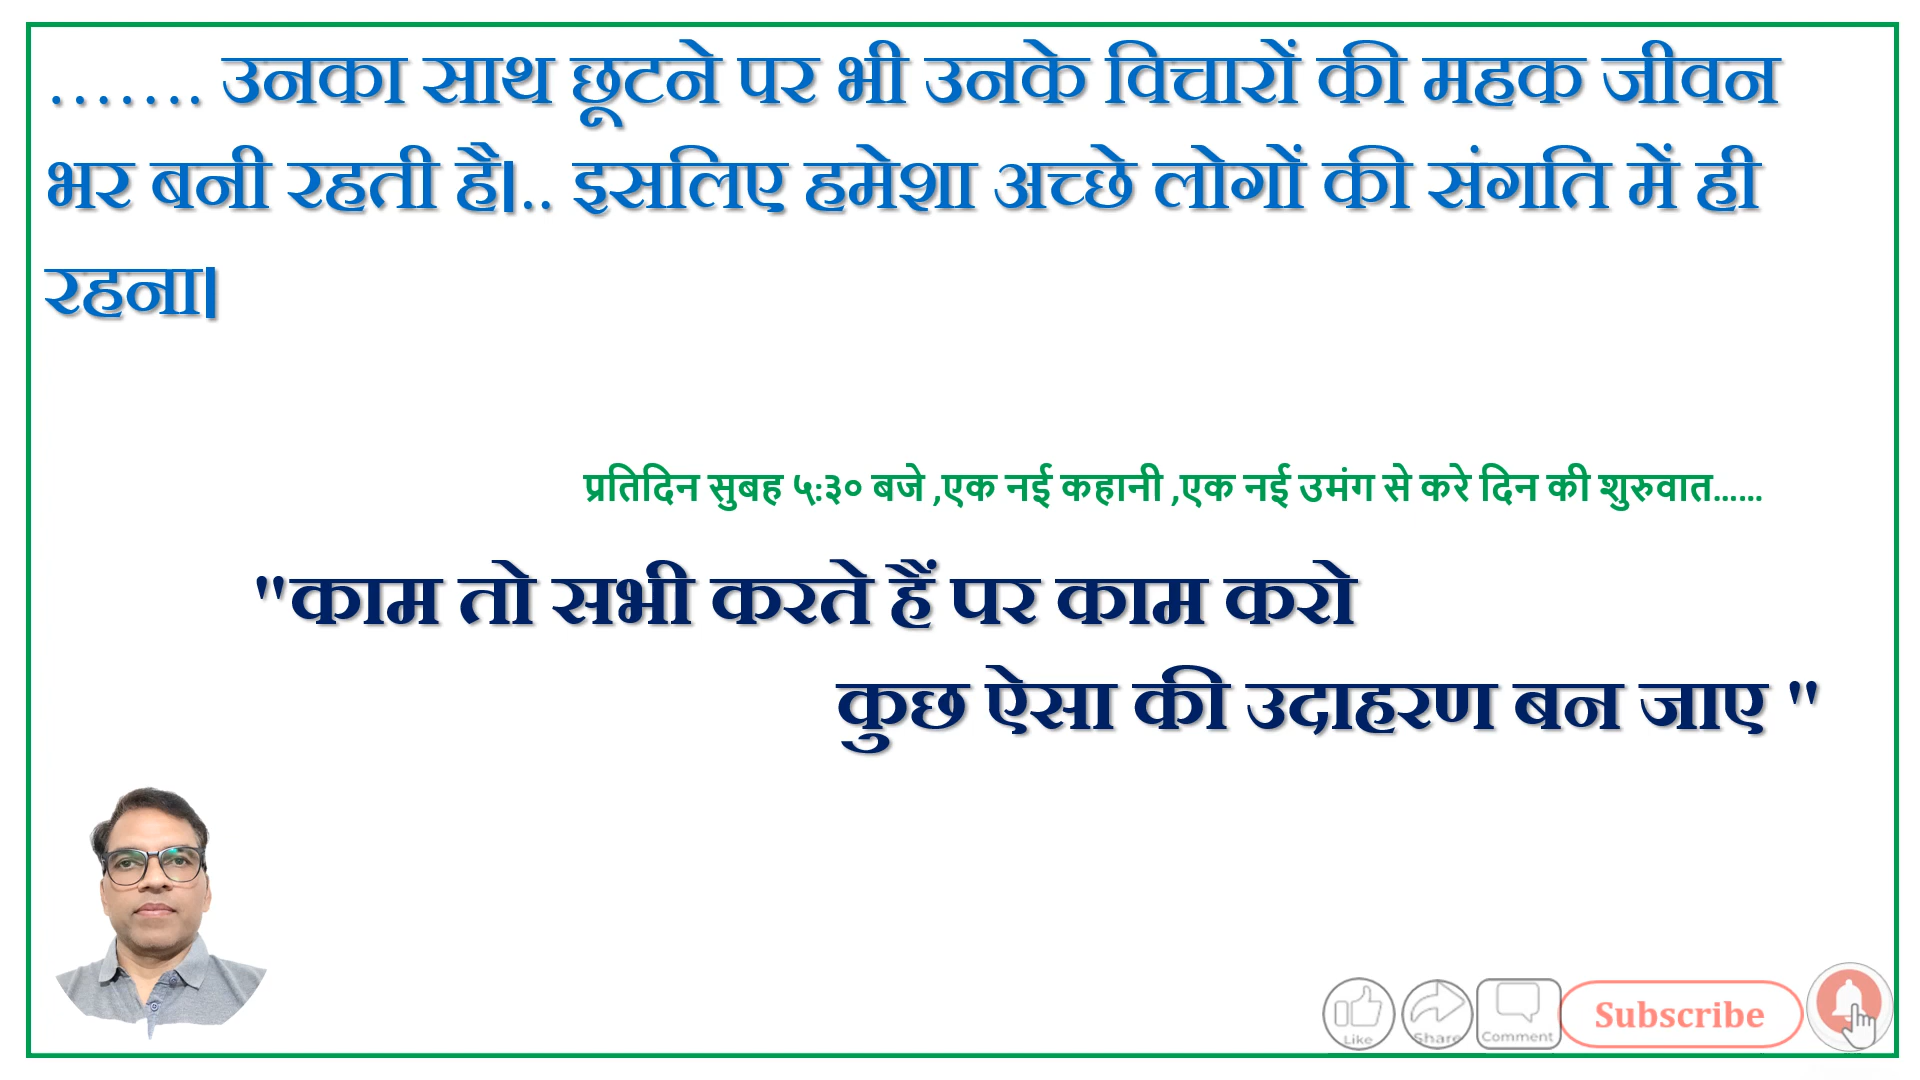 ....... उनका साथ छूटने पर भी उनके विचारों की महक जीवन
भर बनी रहती है।.. इसलिए हमेशा अच्छे लोगों की संगति में ही
रहना।
प्रतिदिन सुबह ५:३० बजे ,एक नई कहानी ,एक नई उमंग से करे दिन की शुरुवात......
"काम तो सभी करते हैं पर काम करो
कुछ ऐसा की उदाहरण बन जाए "
Like Share Comment Subscribe